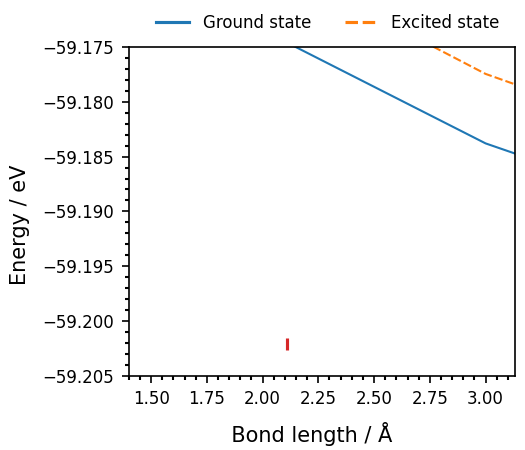 Ground state Excited state
−59.175
−59.180
−59.185
−59.190
−59.195
−59.200
−59.205
Energy / eV
1.50 1.75 2.00 2.25 2.50 2.75 3.00
Bond length / Å